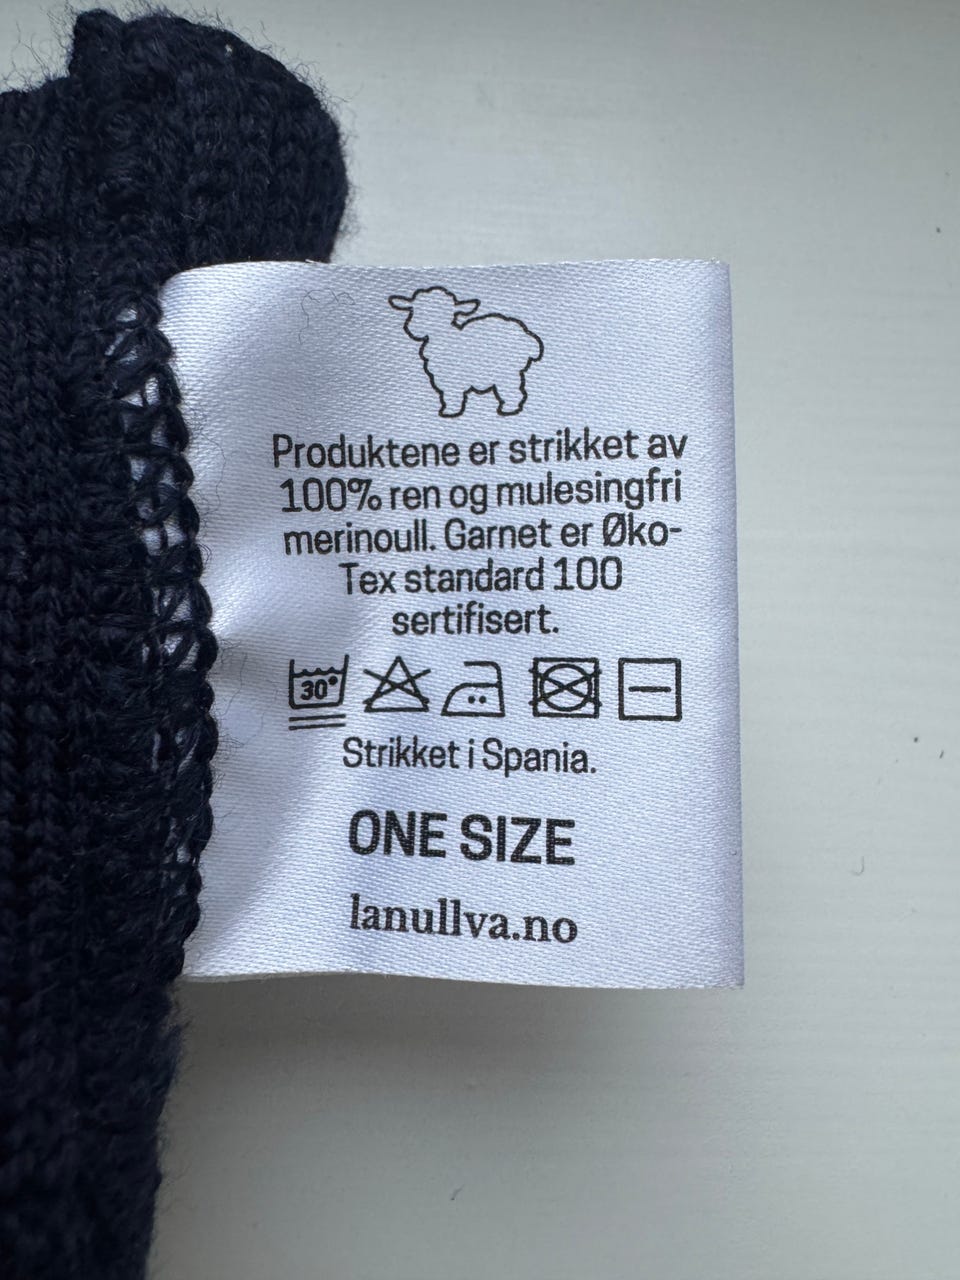 Produktene er strikket av
100% ren og mulesingfri
merinoull. Garnet er Øko-
Tex standard 100
sertifisert.
30°
Strikket i Spania.
ONE SIZE
lanullva.no